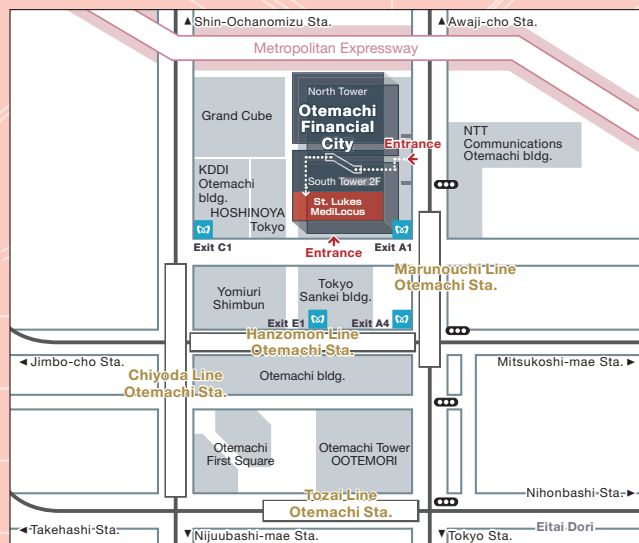 ▲Shin-Ochanomizu Sta.
▲Awaji-cho Sta.
Metropolitan Expressway
North Tower
Otemachi
Financial
City
Grand Cube
Entrance
NTT
Communications
Otemachi bldg.
KDDI
Otemachi
bldg.
HOSHINOYA
Tokyo
South Tower 2F
St. Lukes
MediLocus
Exit C1
Entrance
Exit A1
Marunouchi Line
Otemachi Sta.
Yomiuri
Shimbun
Tokyo
Sankei bldg.
Exit E1
Exit A4
Hanzomon Line
Otemachi Sta.
◄Jimbo-cho Sta.
Mitsukoshi-mae Sta.►
Chiyoda Line
Otemachi Sta.
Otemachi bldg.
Otemachi
First Square
Otemachi Tower
OOTEMORI
Tozai Line
Otemachi Sta.
Nihonbashi Sta.►
◄Takehashi Sta.
▼Nijuubashi-mae Sta.
▼Tokyo Sta.
Eitai Dori